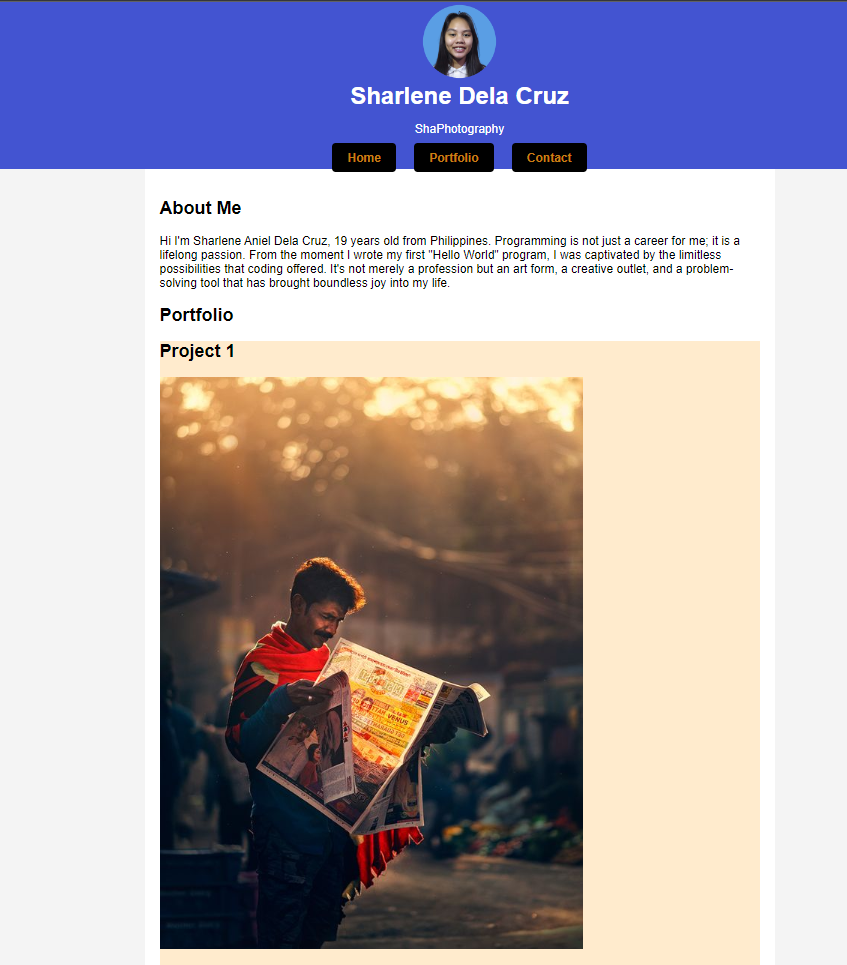 Sharlene Dela Cruz
ShaPhotography
Home Portfolio Contact
About Me
Hi I'm Sharlene Aniel Dela Cruz, 19 years old from Philippines. Programming is not just a career for me; it is a
lifelong passion. From the moment I wrote my first "Hello World" program, I was captivated by the limitless
possibilities that coding offered. It's not merely a profession but an art form, a creative outlet, and a problem-
solving tool that has brought boundless joy into my life.
Portfolio
Project 1
VENUS